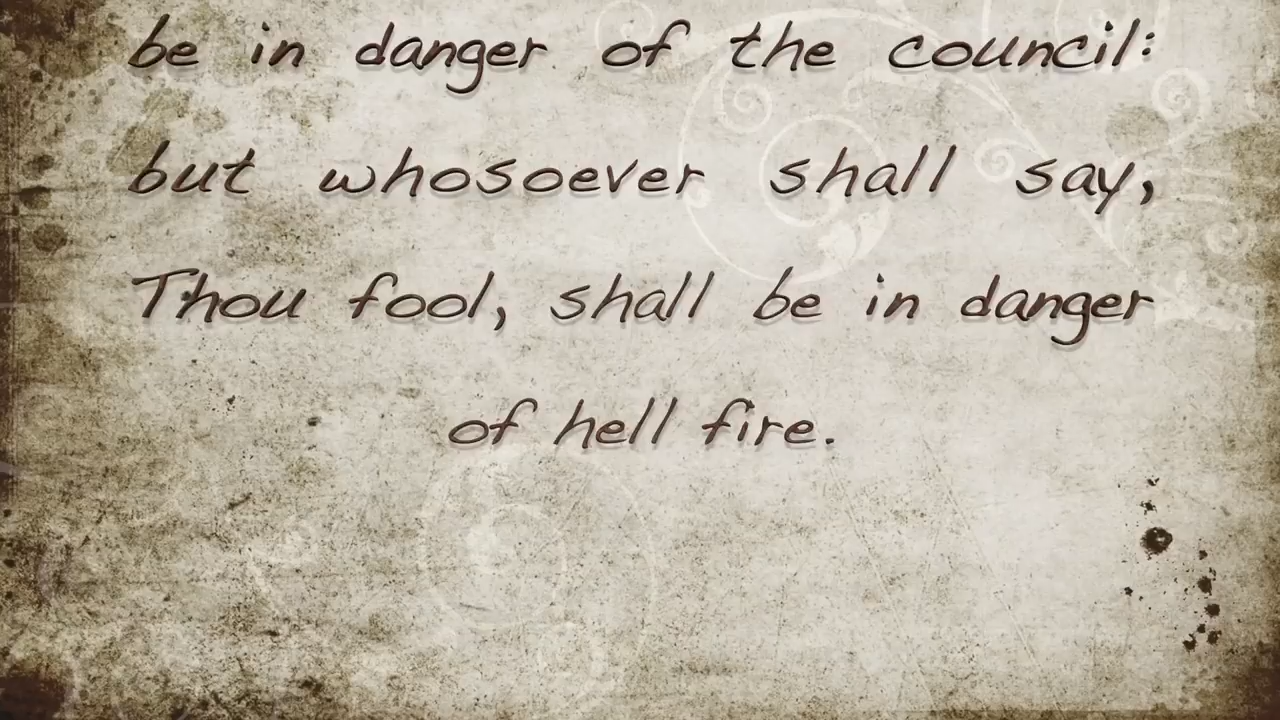 be in danger of the council:
but whosoever shall say,
Thou fool, shall be in danger
of hell fire.